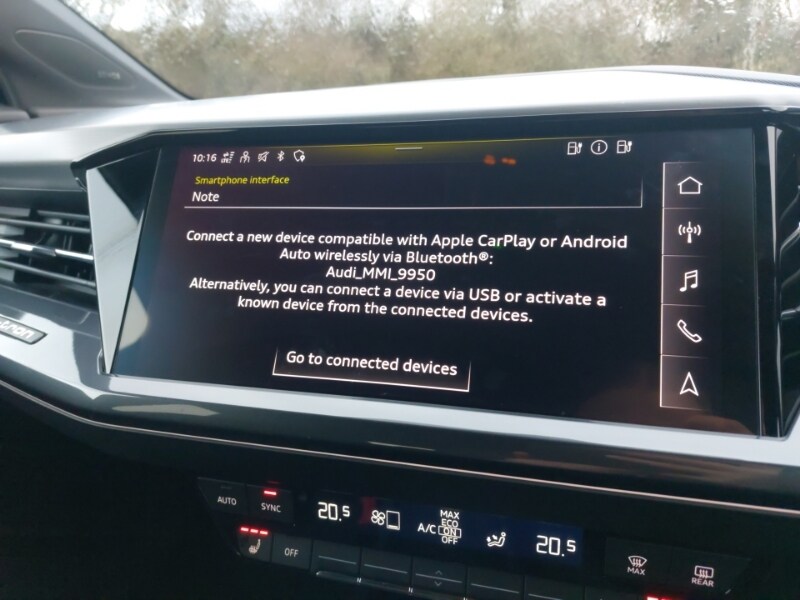 10:16
Smartphone interface
Note
Connect a new device compatible with Apple CarPlay or Android
Auto wirelessly via Bluetooth®:
Audi_MMI_9950
Alternatively, you can connect a device via USB or activate a
known device from the connected devices.
Go to connected devices
AUTO
SYNC
20.5
A/C
MAX
ECO
ON
OFF
20.5
OFF
MAX
REAR